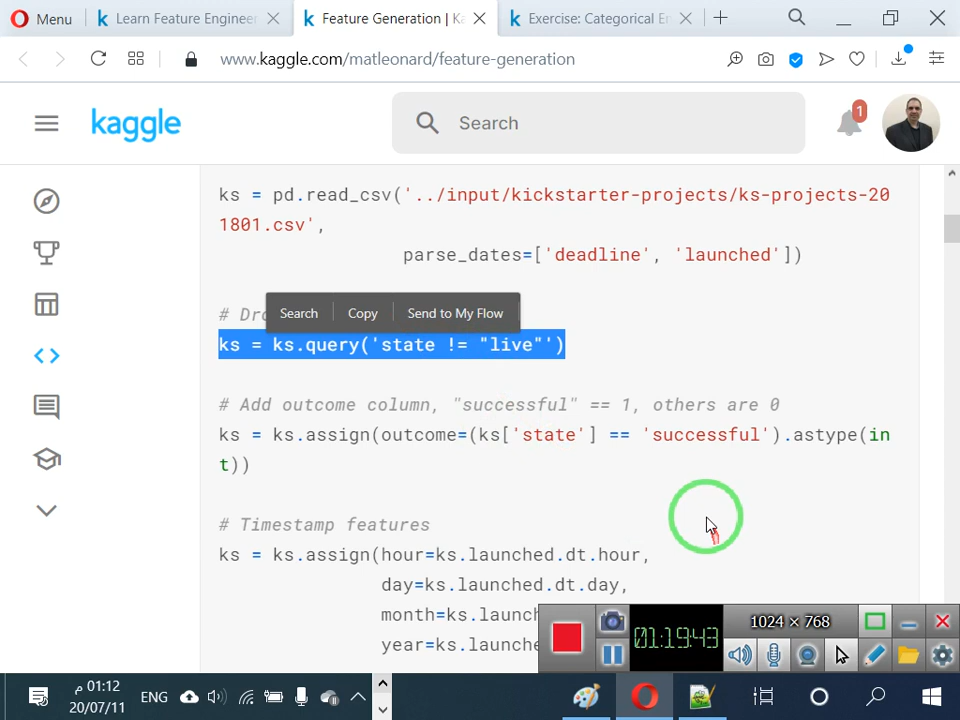 Menu
Learn Feature Engineer
Feature Generation | Ka
Exercise: Categorical En
www.kaggle.com/matleonard/feature-generation
kaggle
Search
1
ks = pd.read_csv('../input/kickstarter-projects/ks-projects-20
1801.csv',
parse_dates=['deadline', 'launched'])
# Dro
Search
Copy
Send to My Flow
ks = ks.query('state != "live"')
# Add outcome column, "successful" == 1, others are 0
ks = ks.assign(outcome=(ks['state'] == 'successful').astype(in
t))
# Timestamp features
ks = ks.assign(hour=ks.launched.dt.hour,
day=ks.launched.dt.day,
month=ks.launch
year=ks.launche
01:19:43
1024 × 768
01:12 م
20/07/11
ENG